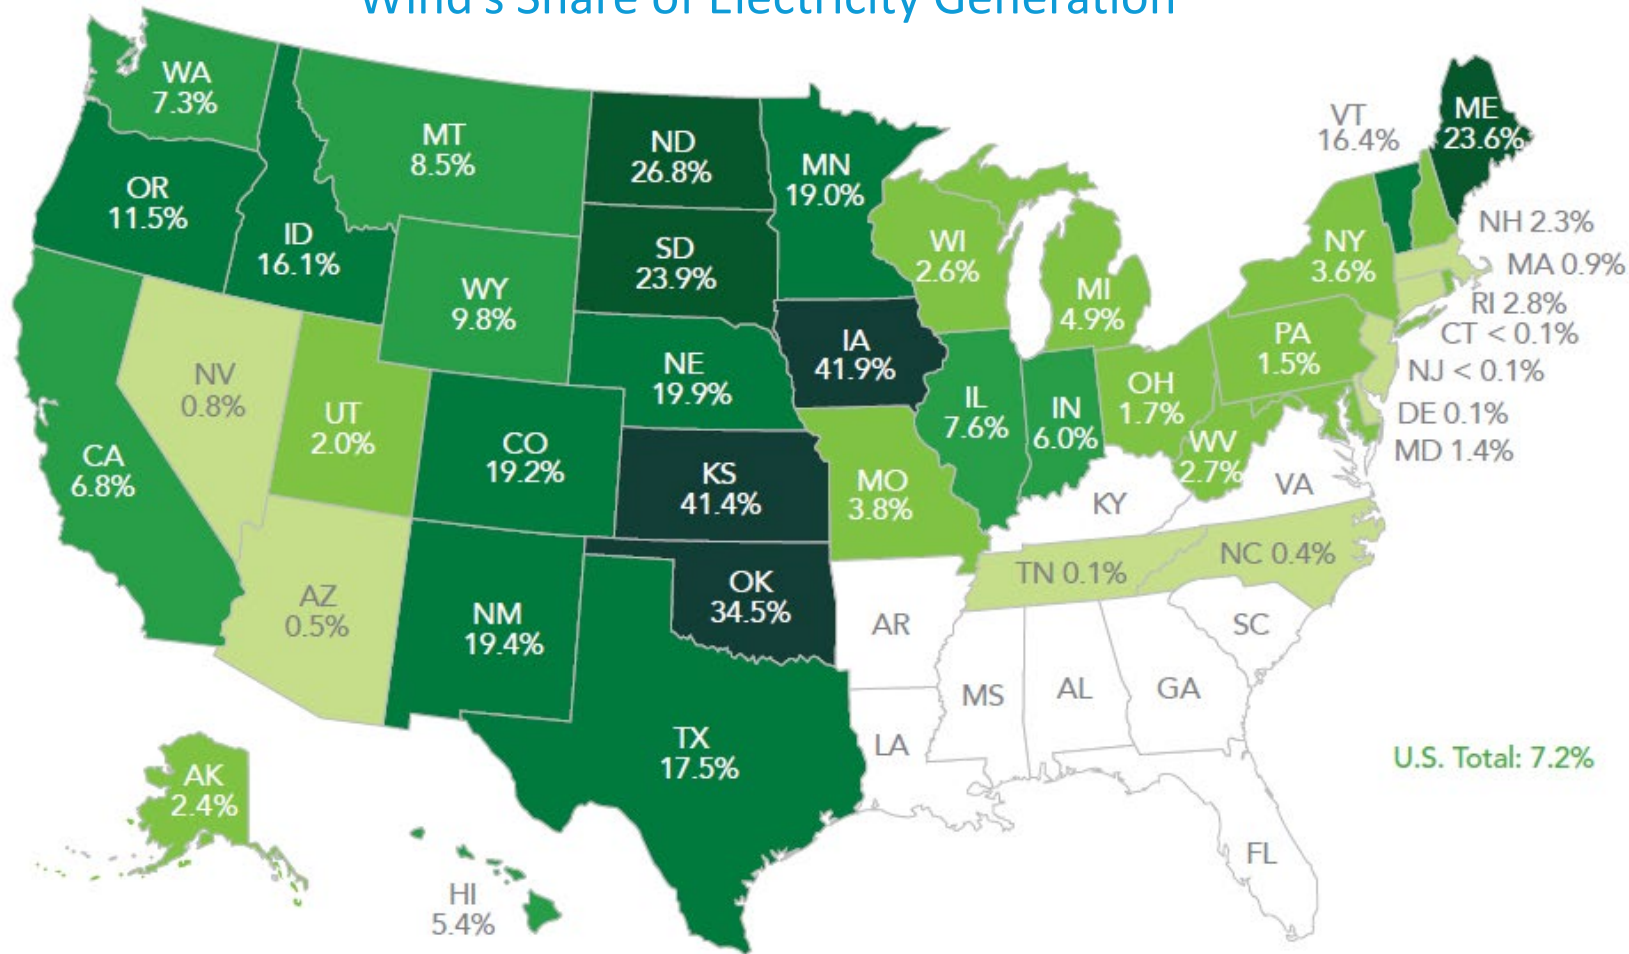 Wind's Share of Electricity Generation
WA
7.3%
MT
8.5%
ND
26.8%
MN
19.0%
VT
16.4%
ME
23.6%
OR
11.5%
ID
16.1%
WY
9.8%
SD
23.9%
WI
2.6%
MI
4.9%
NY
3.6%
NH 2.3%
MA 0.9%
RI 2.8%
CT < 0.1%
NJ < 0.1%
DE 0.1%
MD 1.4%
PA
1.5%
NV
0.8%
UT
2.0%
CO
19.2%
NE
19.9%
IA
41.9%
IL
7.6%
IN
6.0%
OH
1.7%
WV
2.7%
VA
KY
CA
6.8%
KS
41.4%
MO
3.8%
AZ
0.5%
NM
19.4%
OK
34.5%
AR
TN 0.1%
NC 0.4%
SC
MS
AL
GA
LA
TX
17.5%
U.S. Total: 7.2%
AK
2.4%
HI
5.4%
FL